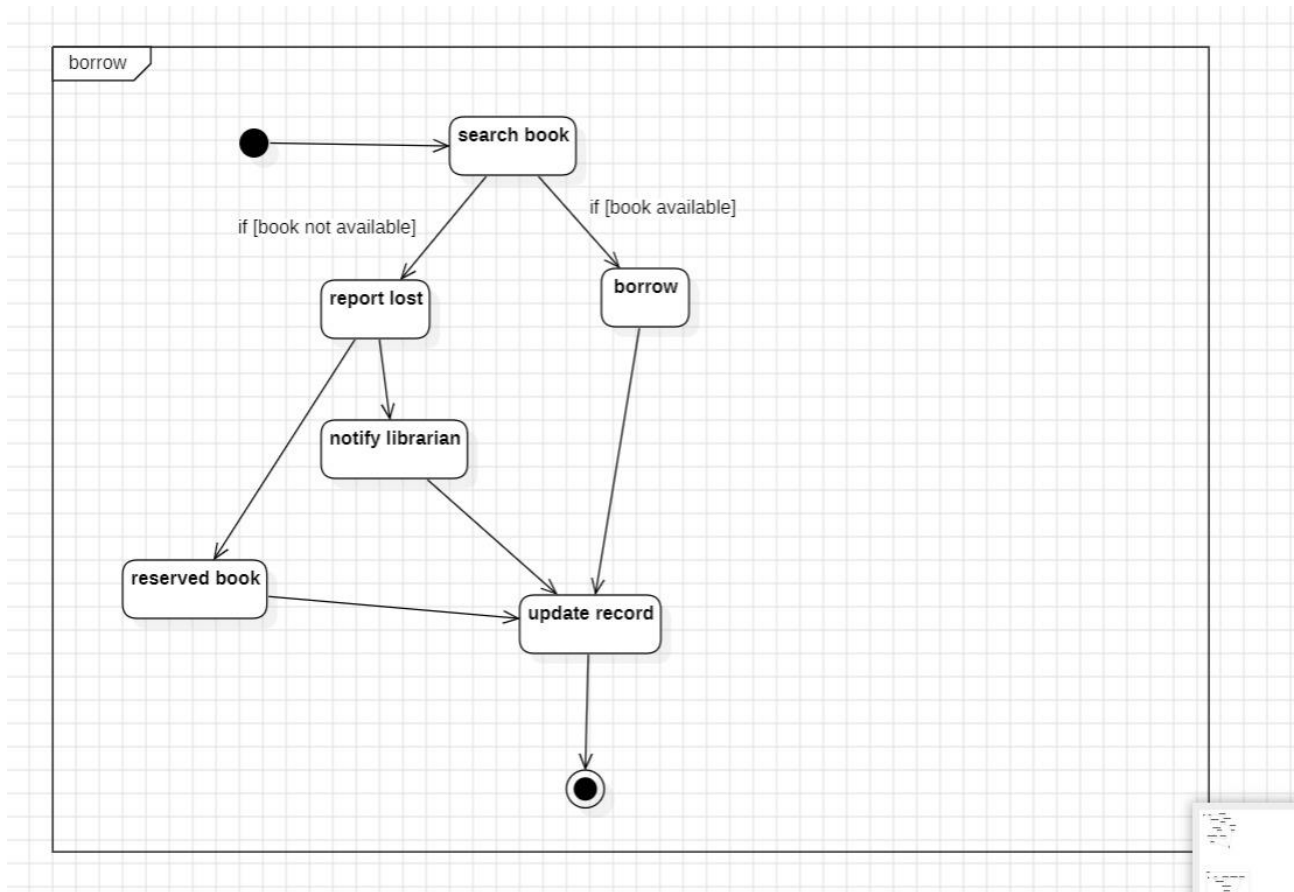 borrow
search book
if [book available]
if [book not available]
borrow
report lost
notify librarian
reserved book
update record